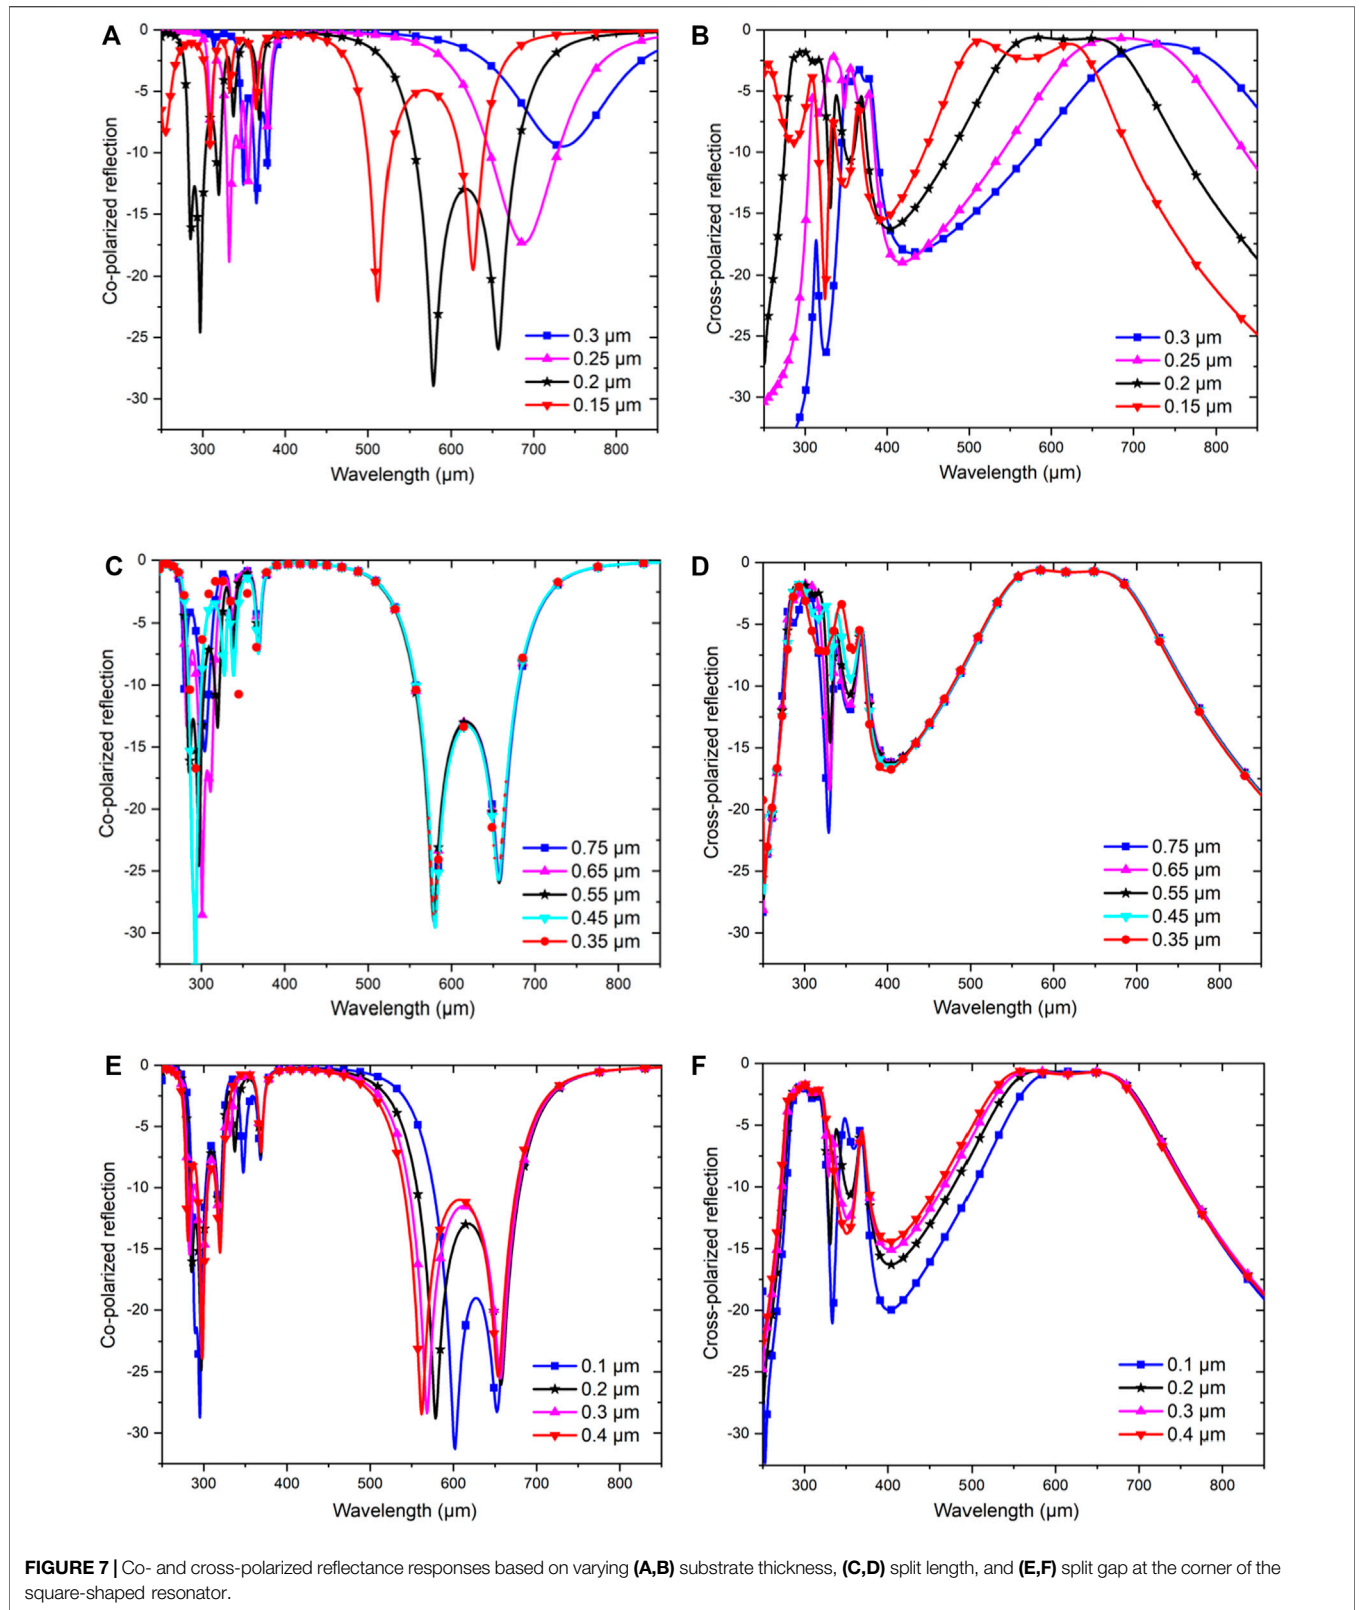 A
Co-polarized reflection
0
-5
-10
-15
-20
-25
-30
300 400 500 600 700 800
Wavelength (µm)
0.3 µm
0.25 µm
0.2 µm
0.15 µm
B
Cross-polarized reflection
0
-5
-10
-15
-20
-25
-30
300 400 500 600 700 800
Wavelength (µm)
0.3 µm
0.25 µm
0.2 µm
0.15 µm
C
Co-polarized reflection
0
-5
-10
-15
-20
-25
-30
300 400 500 600 700 800
Wavelength (µm)
0.75 µm
0.65 µm
0.55 µm
0.45 µm
0.35 µm
D
Cross-polarized reflection
0
-5
-10
-15
-20
-25
-30
300 400 500 600 700 800
Wavelength (µm)
0.75 µm
0.65 µm
0.55 µm
0.45 µm
0.35 µm
E
Co-polarized reflection
0
-5
-10
-15
-20
-25
-30
300 400 500 600 700 800
Wavelength (µm)
0.1 µm
0.2 µm
0.3 µm
0.4 µm
F
Cross-polarized reflection
0
-5
-10
-15
-20
-25
-30
300 400 500 600 700 800
Wavelength (µm)
0.1 µm
0.2 µm
0.3 µm
0.4 µm
FIGURE 7 | Co- and cross-polarized reflectance responses based on varying (A,B) substrate thickness, (C,D) split length, and (E,F) split gap at the corner of the
square-shaped resonator.